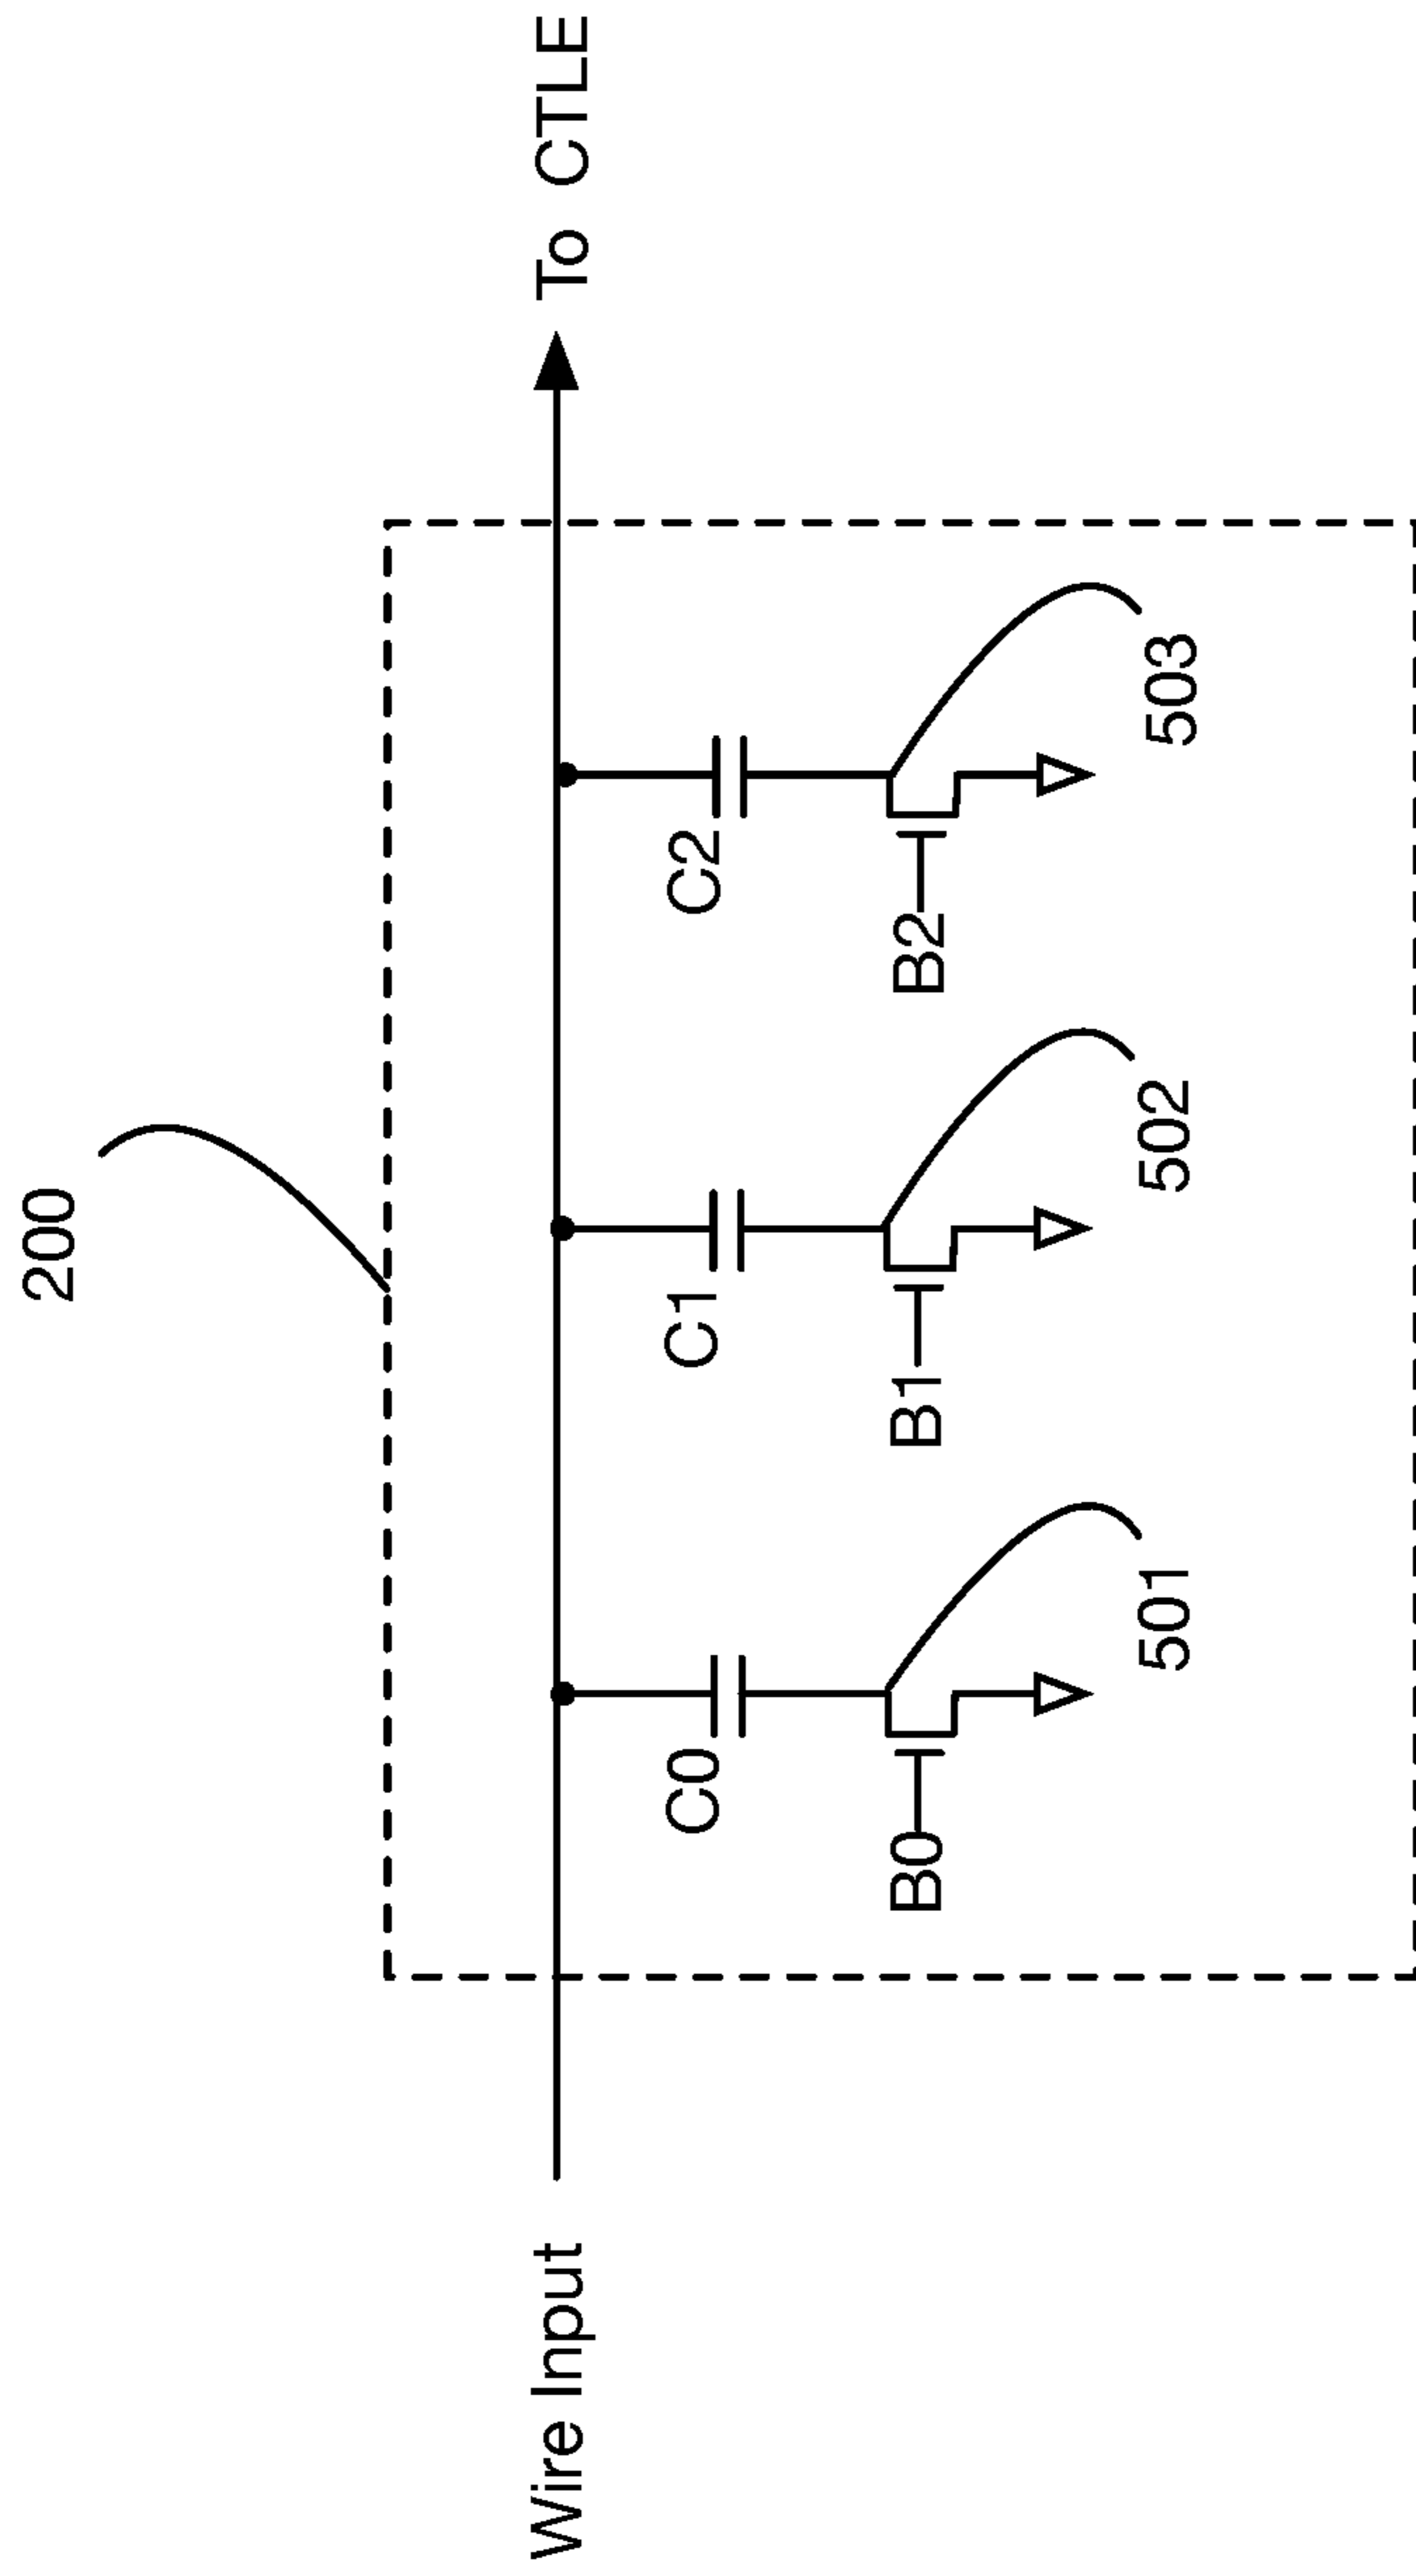 200
Wire Input
To CTLE
C0
C1
C2
B0
B1
B2
501
502
503